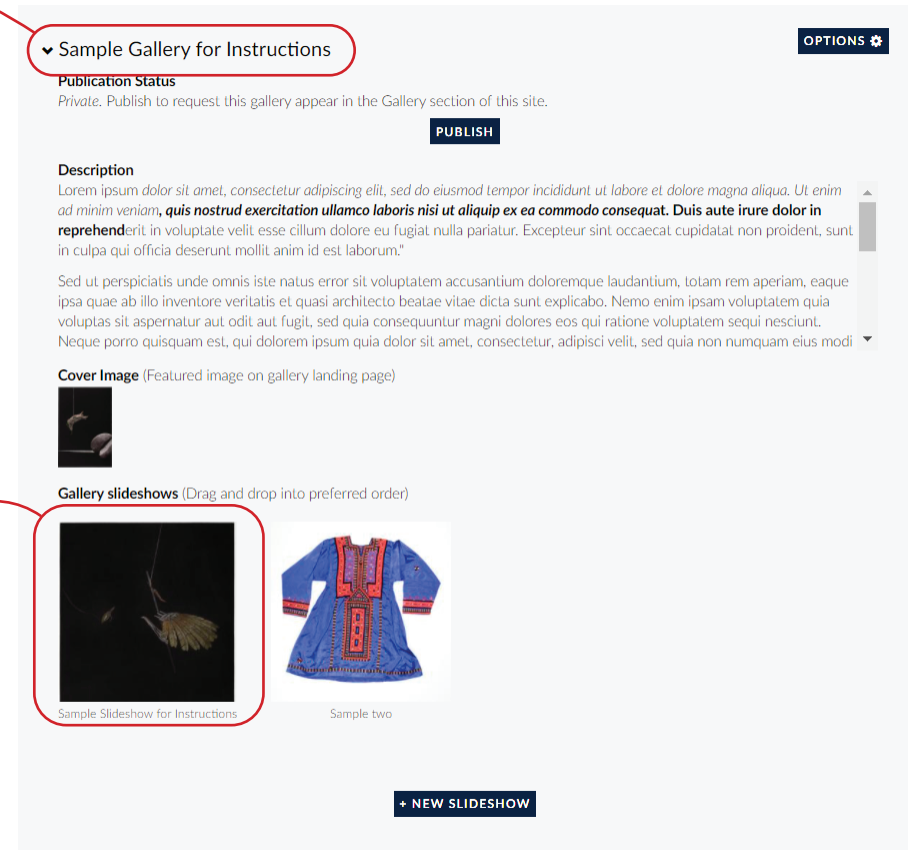 Sample Gallery for Instructions
OPTIONS
Publication Status
Private. Publish to request this gallery appear in the Gallery section of this site.
PUBLISH
Description
Lorem ipsum dolor sit amet, consectetur adipiscing elit, sed do eiusmod tempor incididunt ut labore et dolore magna aliqua. Ut enim
ad minim veniam, quis nostrud exercitation ullamco laboris nisi ut aliquip ex ea commodo consequat. Duis aute irure dolor in
reprehenderit in voluptate velit esse cillum dolore eu fugiat nulla pariatur. Excepteur sint occaecat cupidatat non proident, sunt
in culpa qui officia deserunt mollit anim id est laborum."
Sed ut perspiciatis unde omnis iste natus error sit voluptatem accusantium doloremque laudantium, totam rem aperiam, eaque
ipsa quae ab illo inventore veritatis et quasi architecto beatae vitae dicta sunt explicabo. Nemo enim ipsam voluptatem quia
voluptas sit aspernatur aut odit aut fugit, sed quia consequuntur magni dolores eos qui ratione voluptatem sequi nesciunt.
Neque porro quisquam est, qui dolorem ipsum quia dolor sit amet, consectetur, adipisci velit, sed quia non numquam eius modi
Cover Image (Featured image on gallery landing page)
Gallery slideshows (Drag and drop into preferred order)
Sample Slideshow for Instructions
Sample two
+ NEW SLIDESHOW